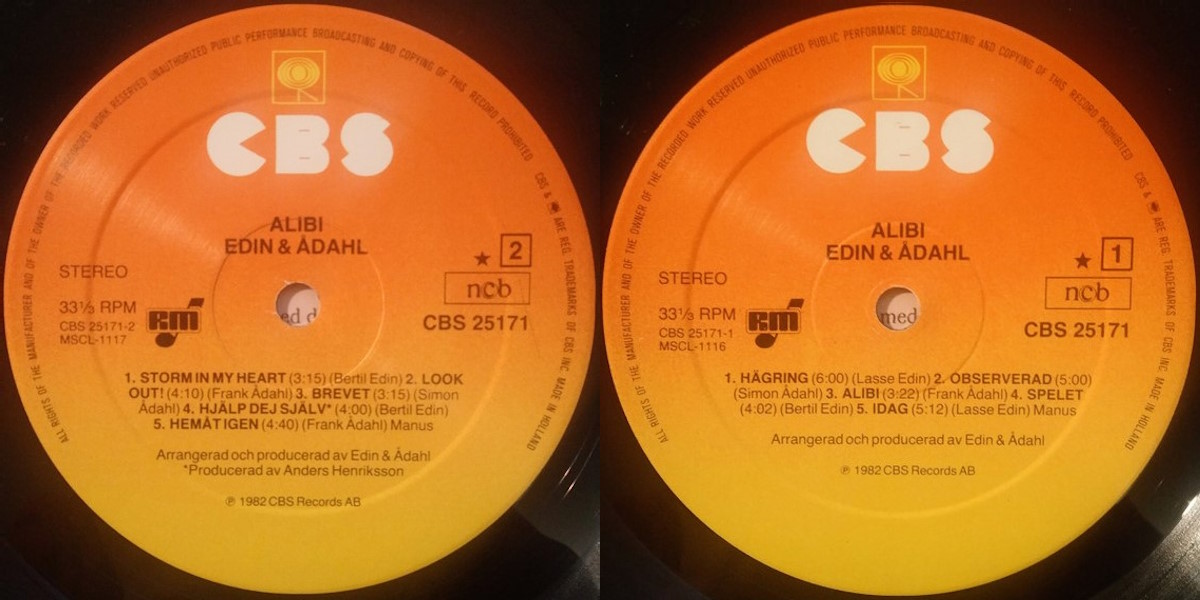 ALL RIGHTS OF THE MANUFACTURER AND OF THE OWNER OF THE RECORDED WORK RESERVED UNAUTHORIZED PUBLIC PERFORMANCE BROADCASTING AND COPYING OF THIS RECORD PROHIBITED
CBS & ARE REG. TRADEMARKS OF CBS INC. MADE IN HOLLAND
CBS
ALIBI
EDIN & ÅDAHL
★ 2
STEREO
ncb
33⅓ RPM
CBS 25171-2
MSCL-1117
RM
CBS 25171
1. STORM IN MY HEART (3:15) (Bertil Edin) 2. LOOK
OUT! (4:10) (Frank Ådahl) 3. BREVET (3:15) (Simon
Ådahl) 4. HJÄLP DEJ SJÄLV* (4:00) (Bertil Edin)
5. HEMÅT IGEN (4:40) (Frank Ådahl) Manus
Arrangerad och producerad av Edin & Ådahl
*Producerad av Anders Henriksson
℗ 1982 CBS Records AB
ed d
ALL RIGHTS OF THE MANUFACTURER AND OF THE OWNER OF THE RECORDED WORK RESERVED UNAUTHORIZED PUBLIC PERFORMANCE BROADCASTING AND COPYING OF THIS RECORD PROHIBITED
CBS & ARE REG. TRADEMARKS OF CBS INC. MADE IN HOLLAND
CBS
ALIBI
EDIN & ÅDAHL
★ 1
STEREO
ncb
33⅓ RPM
CBS 25171-1
MSCL-1116
RM
CBS 25171
1. HÄGRING (6:00) (Lasse Edin) 2. OBSERVERAD (5:00)
(Simon Ådahl) 3. ALIBI (3:22) (Frank Ådahl) 4. SPELET
(4:02) (Bertil Edin) 5. IDAG (5:12) (Lasse Edin) Manus
Arrangerad och producerad av Edin & Ådahl
℗ 1982 CBS Records AB
med